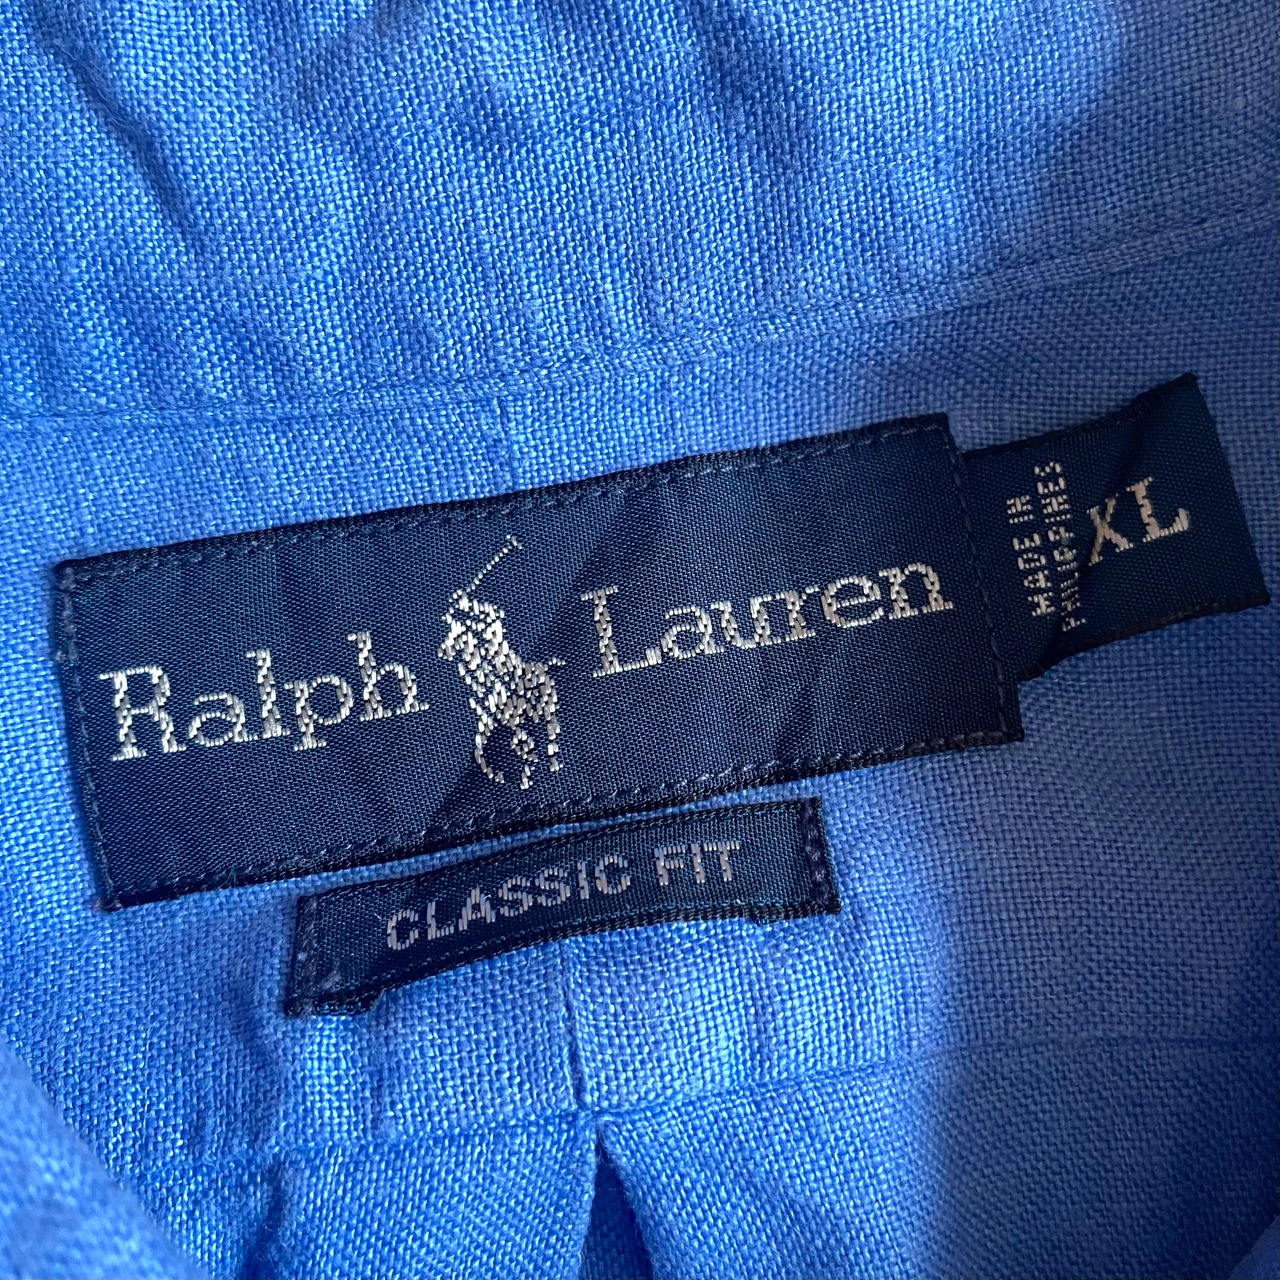 Ralph Lauren
MADE IN
PHILIPPINES
XL
CLASSIC FIT